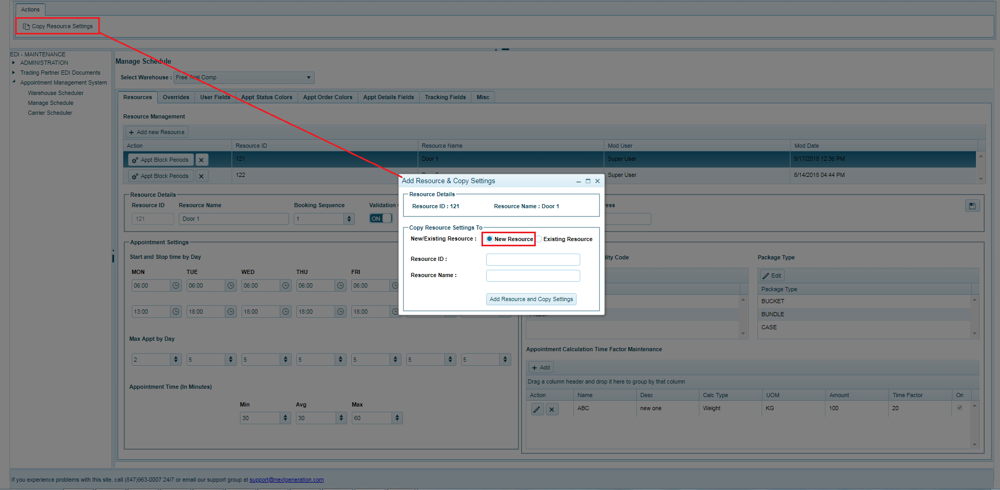 Actions
Copy Resource Settings
EDI - MAINTENANCE
ADMINISTRATION
Trading Partner EDI Documents
Appointment Management System
Warehouse Scheduler
Manage Schedule
Carrier Scheduler
Manage Schedule
Select Warehouse : Free Trial Comp
Resources Overrides User Fields Appt Status Colors Appt Order Colors Appt Details Fields Tracking Fields Misc
Resource Management
+ Add new Resource
Action Resource ID Resource Name Mod User Mod Date
Appt Block Periods 121 Door 1 Super User 8/17/2018 12:36 PM
Appt Block Periods 122 Super User 8/14/2018 04:44 PM
Resource Details
Resource ID Resource Name Booking Sequence Validation ress
121 Door 1 1 ON
Appointment Settings
Start and Stop time by Day
MON TUE WED THU FRI
06:00 06:00 06:00 06:00 06:00
13:00 18:00 18:00 18:00 18:00
Max Appt by Day
2 5 5 5 5 5 5
Appointment Time (In Minutes)
Min Avg Max
30 30 60
Add Resource & Copy Settings
Resource Details
Resource ID : 121 Resource Name : Door 1
Copy Resource Settings To
New/Existing Resource : New Resource Existing Resource
Resource ID :
Resource Name :
Add Resource and Copy Settings
dity Code
Frozen
Package Type
Edit
Package Type
BUCKET
BUNDLE
CASE
Appointment Calculation Time Factor Maintenance
+ Add
Drag a column header and drop it here to group by that column
Action Name Desc Calc Type UOM Amount Time Factor On
ABC new one Weight KG 100 20
If you experience problems with this site, call (847)963-0007 24/7 or email our support group at support@nextgeneration.com